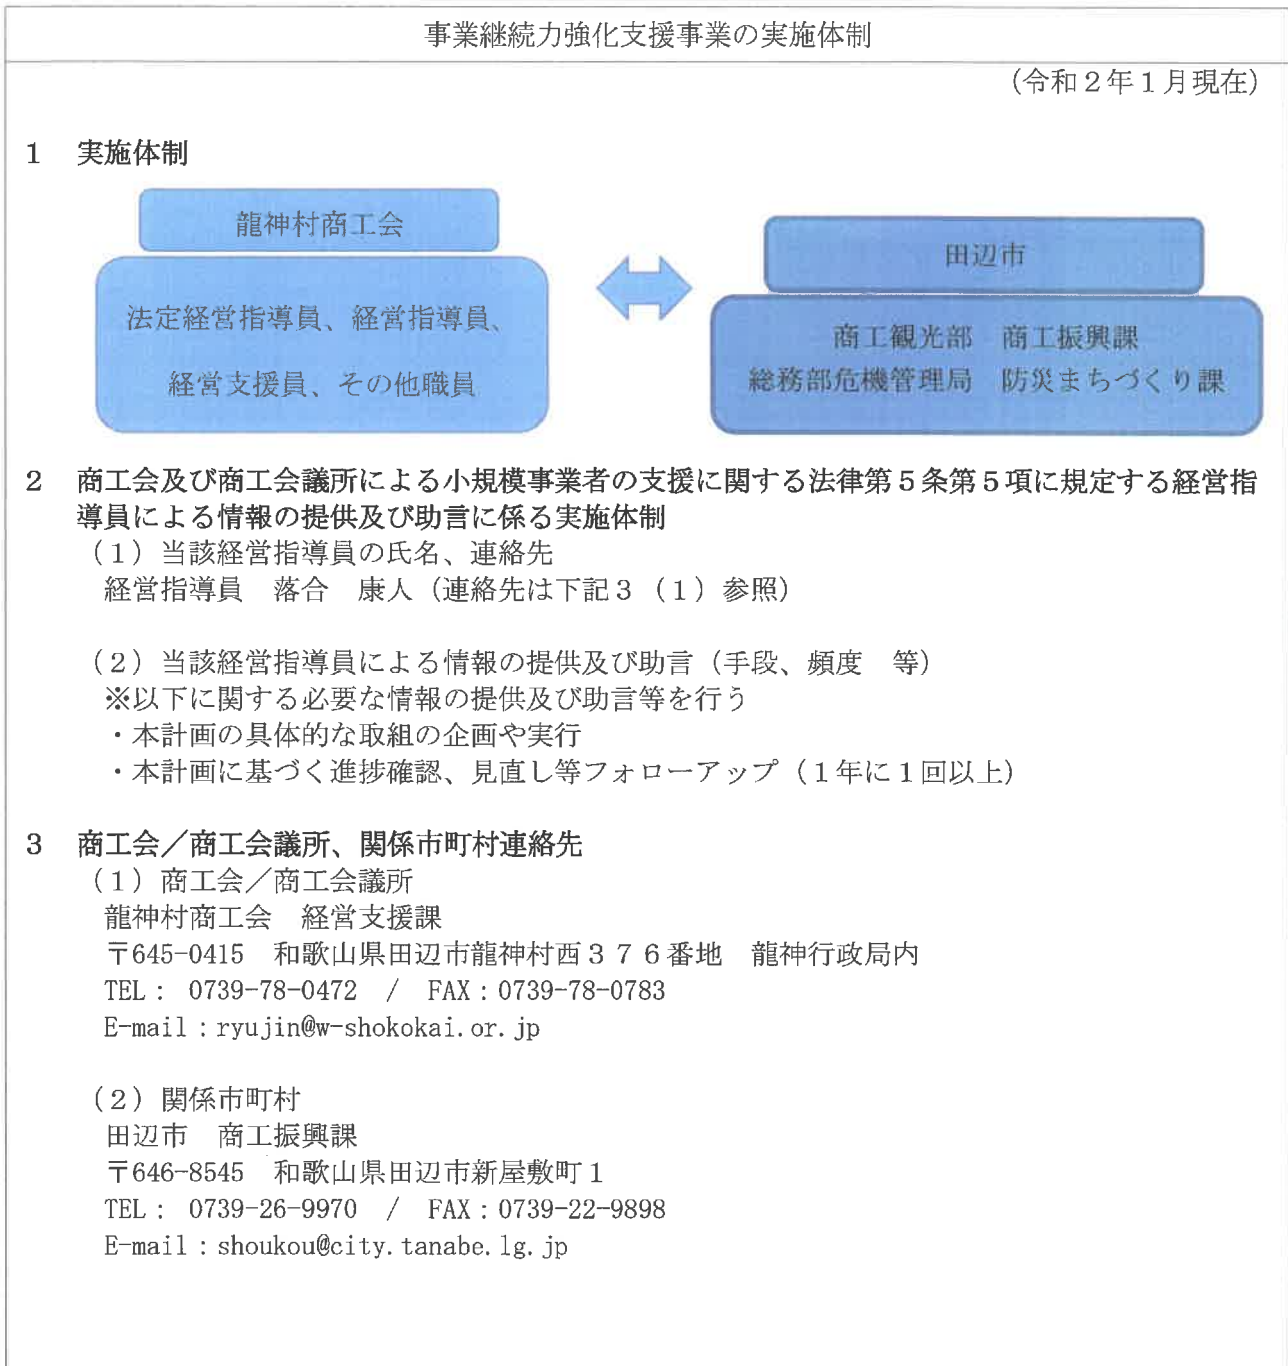 事業継続力強化支援事業の実施体制
(令和2年1月現在)
1　実施体制
龍神村商工会
法定経営指導員、経営指導員、
経営支援員、その他職員
田辺市
商工観光部　商工振興課
総務部危機管理局　防災まちづくり課
2　商工会及び商工会議所による小規模事業者の支援に関する法律第5条第5項に規定する経営指
導員による情報の提供及び助言に係る実施体制
（1）当該経営指導員の氏名、連絡先
経営指導員　落合　康人（連絡先は下記3（1）参照）
（2）当該経営指導員による情報の提供及び助言（手段、頻度　等）
※以下に関する必要な情報の提供及び助言等を行う
・本計画の具体的な取組の企画や実行
・本計画に基づく進捗確認、見直し等フォローアップ（1年に1回以上）
3　商工会／商工会議所、関係市町村連絡先
（1）商工会／商工会議所
龍神村商工会　経営支援課
〒645-0415　和歌山県田辺市龍神村西376番地　龍神行政局内
TEL： 0739-78-0472　/　FAX：0739-78-0783
E-mail：ryujin@w-shokokai.or.jp
（2）関係市町村
田辺市　商工振興課
〒646-8545　和歌山県田辺市新屋敷町1
TEL： 0739-26-9970　/　FAX：0739-22-9898
E-mail：shoukou@city.tanabe.lg.jp